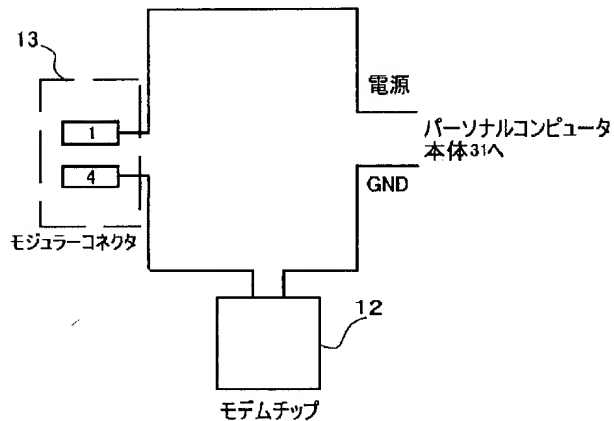 13
電源
1
パーソナルコンピュータ
本体31へ
4
GND
モジュラーコネクタ
12
モデムチップ